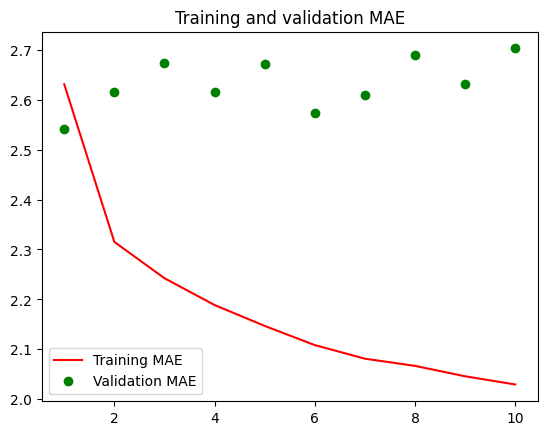 Training and validation MAE
2.7
2.6
2.5
2.4
2.3
2.2
2.1
2.0
Training MAE
Validation MAE
2 4 6 8 10